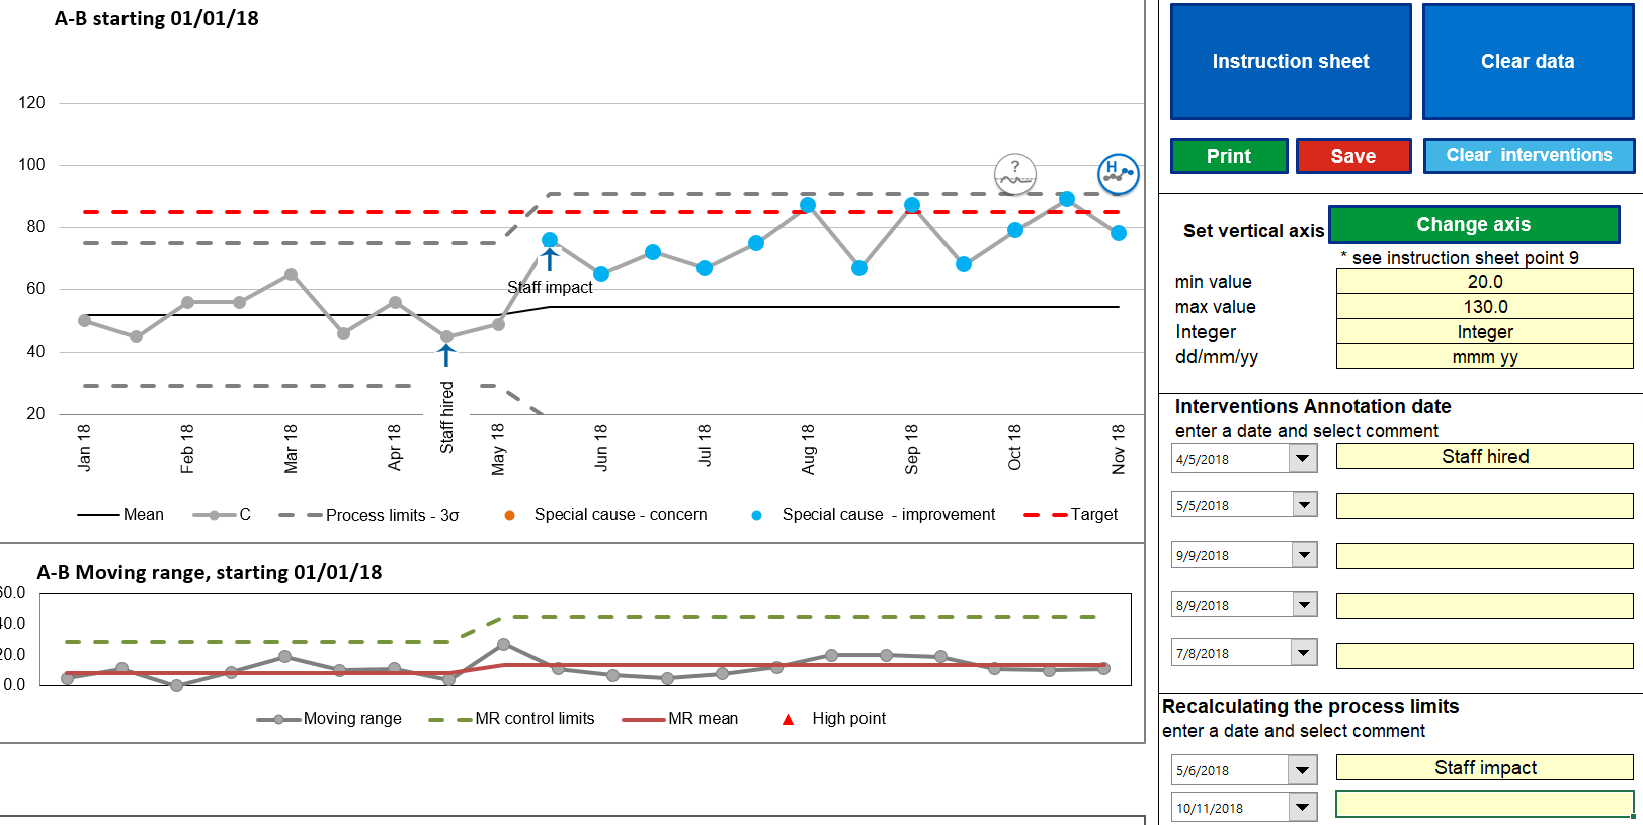 A-B starting 01/01/18
120
100
80
60
40
20
?
H
Staff impact
Staff hired
Jan 18
Feb 18
Mar 18
Apr 18
May 18
Jun 18
Jul 18
Aug 18
Sep 18
Oct 18
Nov 18
Mean
C
Process limits - 3σ
Special cause - concern
Special cause - improvement
Target
A-B Moving range, starting 01/01/18
60.0
40.0
20.0
0.0
Moving range
MR control limits
MR mean
High point
Instruction sheet
Clear data
Print
Save
Clear interventions
Set vertical axis
Change axis
* see instruction sheet point 9
min value
20.0
max value
130.0
Integer
Integer
dd/mm/yy
mmm yy
Interventions Annotation date
enter a date and select comment
4/5/2018
Staff hired
5/5/2018
9/9/2018
8/9/2018
7/8/2018
Recalculating the process limits
enter a date and select comment
5/6/2018
Staff impact
10/11/2018